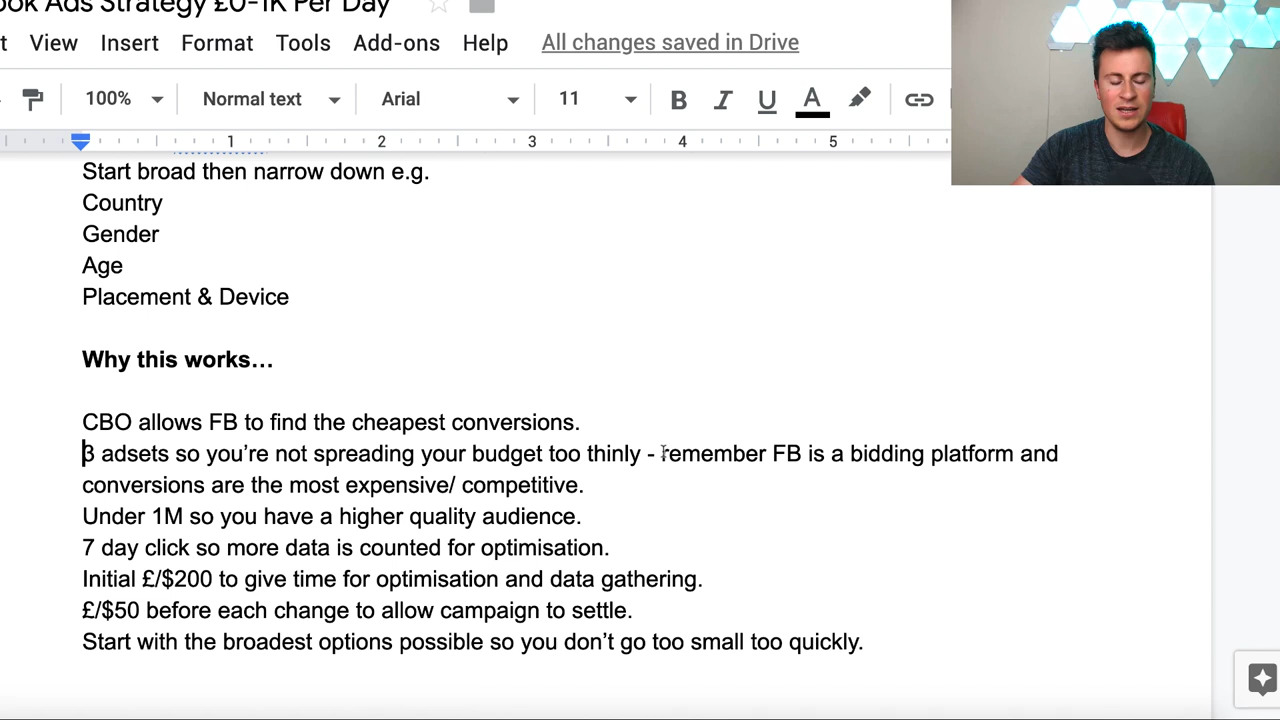 ook Ads Strategy £0-1K Per Day
View Insert Format Tools Add-ons Help All changes saved in Drive
100% Normal text Arial 11 B I U A
1 2 3 4 5
Start broad then narrow down e.g.
Country
Gender
Age
Placement & Device
Why this works…
CBO allows FB to find the cheapest conversions.
3 adsets so you’re not spreading your budget too thinly - remember FB is a bidding platform and
conversions are the most expensive/ competitive.
Under 1M so you have a higher quality audience.
7 day click so more data is counted for optimisation.
Initial £/$200 to give time for optimisation and data gathering.
£/$50 before each change to allow campaign to settle.
Start with the broadest options possible so you don’t go too small too quickly.